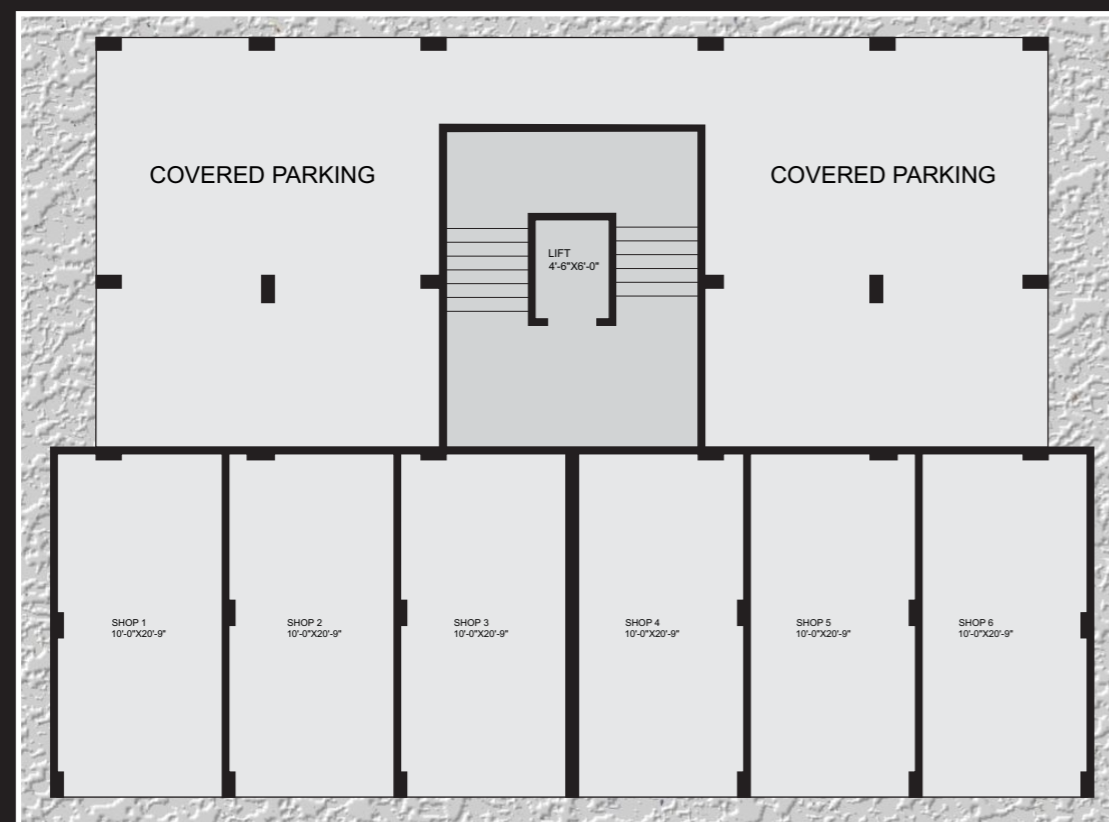 COVERED PARKING
COVERED PARKING
LIFT
4'-6"X6'-0"
SHOP 1
10'-0"X20'-9"
SHOP 2
10'-0"X20'-9"
SHOP 3
10'-0"X20'-9"
SHOP 4
10'-0"X20'-9"
SHOP 5
10'-0"X20'-9"
SHOP 6
10'-0"X20'-9"